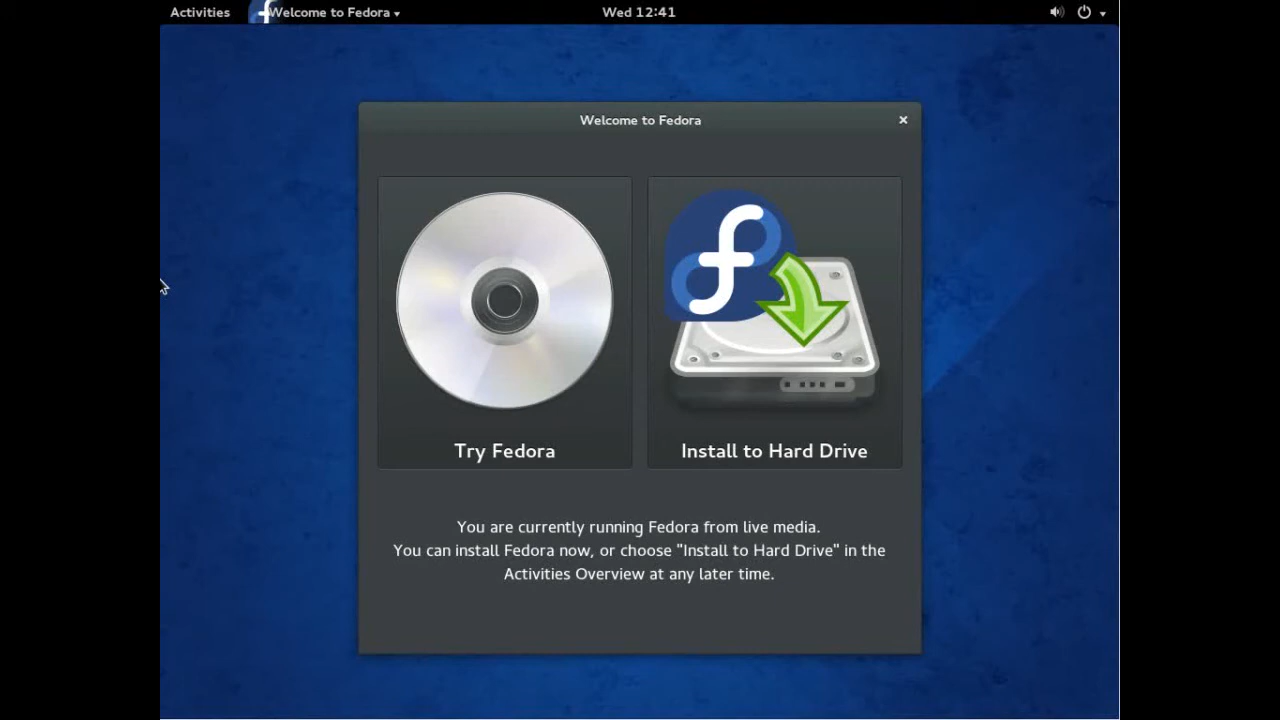 Activities
Welcome to Fedora
Wed 12:41
Welcome to Fedora
Try Fedora
Install to Hard Drive
You are currently running Fedora from live media.
You can install Fedora now, or choose "Install to Hard Drive" in the
Activities Overview at any later time.